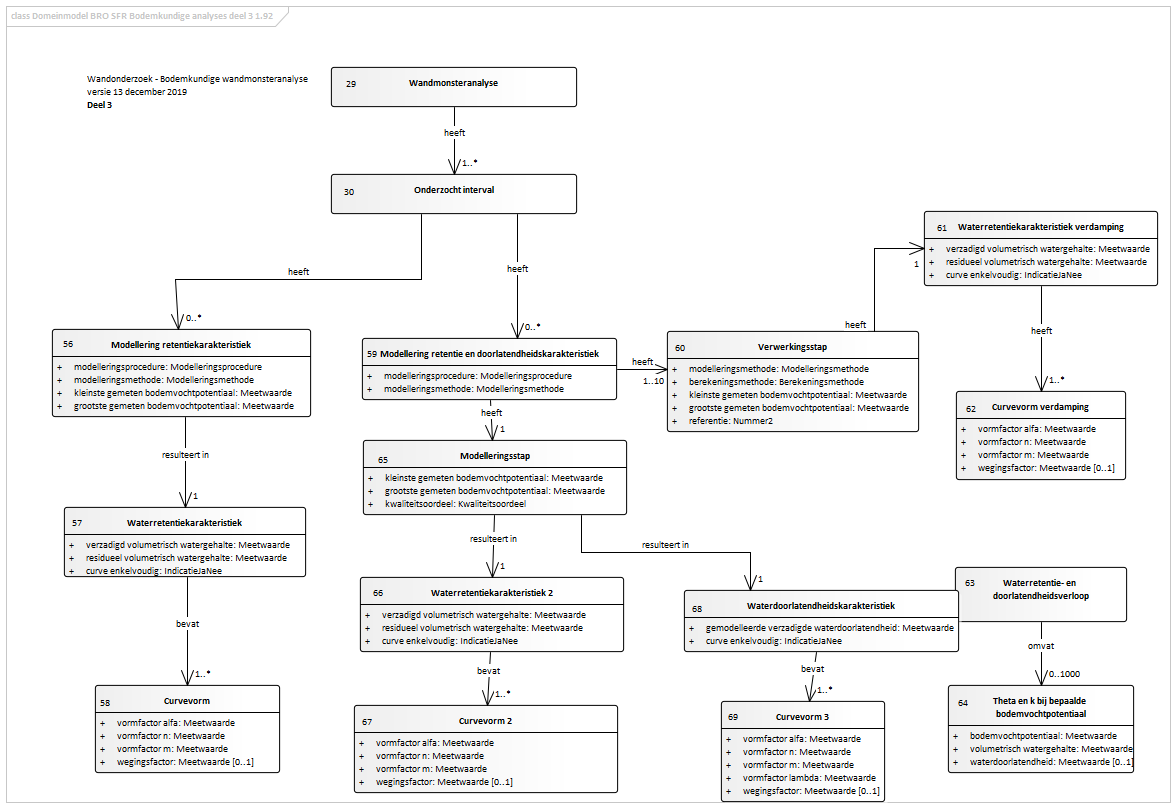 class Domeinmodel BRO SFR Bodemkundige analyses deel 3 1.92
Wandonderzoek - Bodemkundige wandmonsteranalyse
versie 13 december 2019
Deel 3
29 Wandmonsteranalyse
heeft
1..*
30 Onderzocht interval
heeft
0..*
heeft
0..*
56 Modellering retentiekarakteristiek
+ modelleringsprocedure: Modelleringsprocedure
+ modelleringsmethode: Modelleringsmethode
+ kleinste gemeten bodemvochtpotentiaal: Meetwaarde
+ grootste gemeten bodemvochtpotentiaal: Meetwaarde
resulteert in
1
57 Waterretentiekarakteristiek
+ verzadigd volumetrisch watergehalte: Meetwaarde
+ residueel volumetrisch watergehalte: Meetwaarde
+ curve enkelvoudig: IndicatieJaNee
bevat
1..*
58 Curvevorm
+ vormfactor alfa: Meetwaarde
+ vormfactor n: Meetwaarde
+ vormfactor m: Meetwaarde
+ wegingsfactor: Meetwaarde [0..1]
59 Modellering retentie en doorlatendheidskarakteristiek
+ modelleringsprocedure: Modelleringsprocedure
+ modelleringsmethode: Modelleringsmethode
heeft
1..10
60 Verwerkingsstap
+ modelleringsmethode: Modelleringsmethode
+ berekeningsmethode: Berekeningsmethode
+ kleinste gemeten bodemvochtpotentiaal: Meetwaarde
+ grootste gemeten bodemvochtpotentiaal: Meetwaarde
+ referentie: Nummer2
heeft
1
61 Waterretentiekarakteristiek verdamping
+ verzadigd volumetrisch watergehalte: Meetwaarde
+ residueel volumetrisch watergehalte: Meetwaarde
+ curve enkelvoudig: IndicatieJaNee
heeft
1..*
62 Curvevorm verdamping
+ vormfactor alfa: Meetwaarde
+ vormfactor n: Meetwaarde
+ vormfactor m: Meetwaarde
+ wegingsfactor: Meetwaarde [0..1]
heeft
1
65 Modelleringsstap
+ kleinste gemeten bodemvochtpotentiaal: Meetwaarde
+ grootste gemeten bodemvochtpotentiaal: Meetwaarde
+ kwaliteitsoordeel: Kwaliteitsoordeel
resulteert in
1
resulteert in
1
66 Waterretentiekarakteristiek 2
+ verzadigd volumetrisch watergehalte: Meetwaarde
+ residueel volumetrisch watergehalte: Meetwaarde
+ curve enkelvoudig: IndicatieJaNee
bevat
1..*
67 Curvevorm 2
+ vormfactor alfa: Meetwaarde
+ vormfactor n: Meetwaarde
+ vormfactor m: Meetwaarde
+ wegingsfactor: Meetwaarde [0..1]
68 Waterdoorlatendheidskarakteristiek
+ gemodelleerde verzadigde waterdoorlatendheid: Meetwaarde
+ curve enkelvoudig: IndicatieJaNee
bevat
1..*
69 Curvevorm 3
+ vormfactor alfa: Meetwaarde
+ vormfactor n: Meetwaarde
+ vormfactor m: Meetwaarde
+ vormfactor lambda: Meetwaarde
+ wegingsfactor: Meetwaarde [0..1]
63 Waterretentie- en
doorlatendheidsverloop
omvat
0..1000
64 Theta en k bij bepaalde
bodemvochtpotentiaal
+ bodemvochtpotentiaal: Meetwaarde
+ volumetrisch watergehalte: Meetwaarde
+ waterdoorlatendheid: Meetwaarde [0..1]